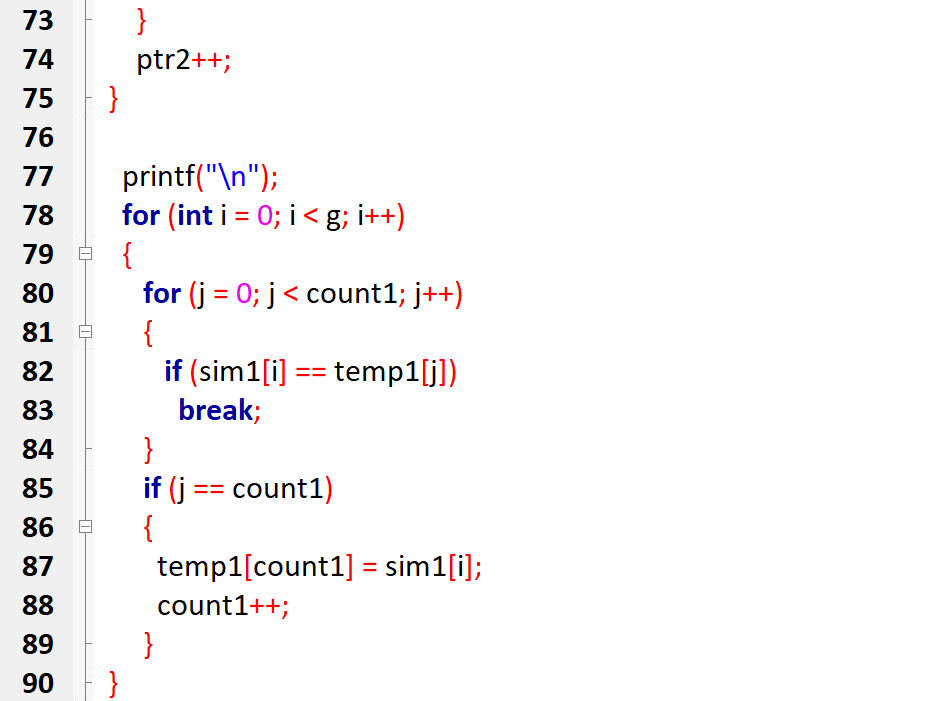 73 }
74 ptr2++;
75 }
76
77 printf("\n");
78 for (int i = 0; i < g; i++)
79 {
80 for (j = 0; j < count1; j++)
81 {
82 if (sim1[i] == temp1[j])
83 break;
84 }
85 if (j == count1)
86 {
87 temp1[count1] = sim1[i];
88 count1++;
89 }
90 }